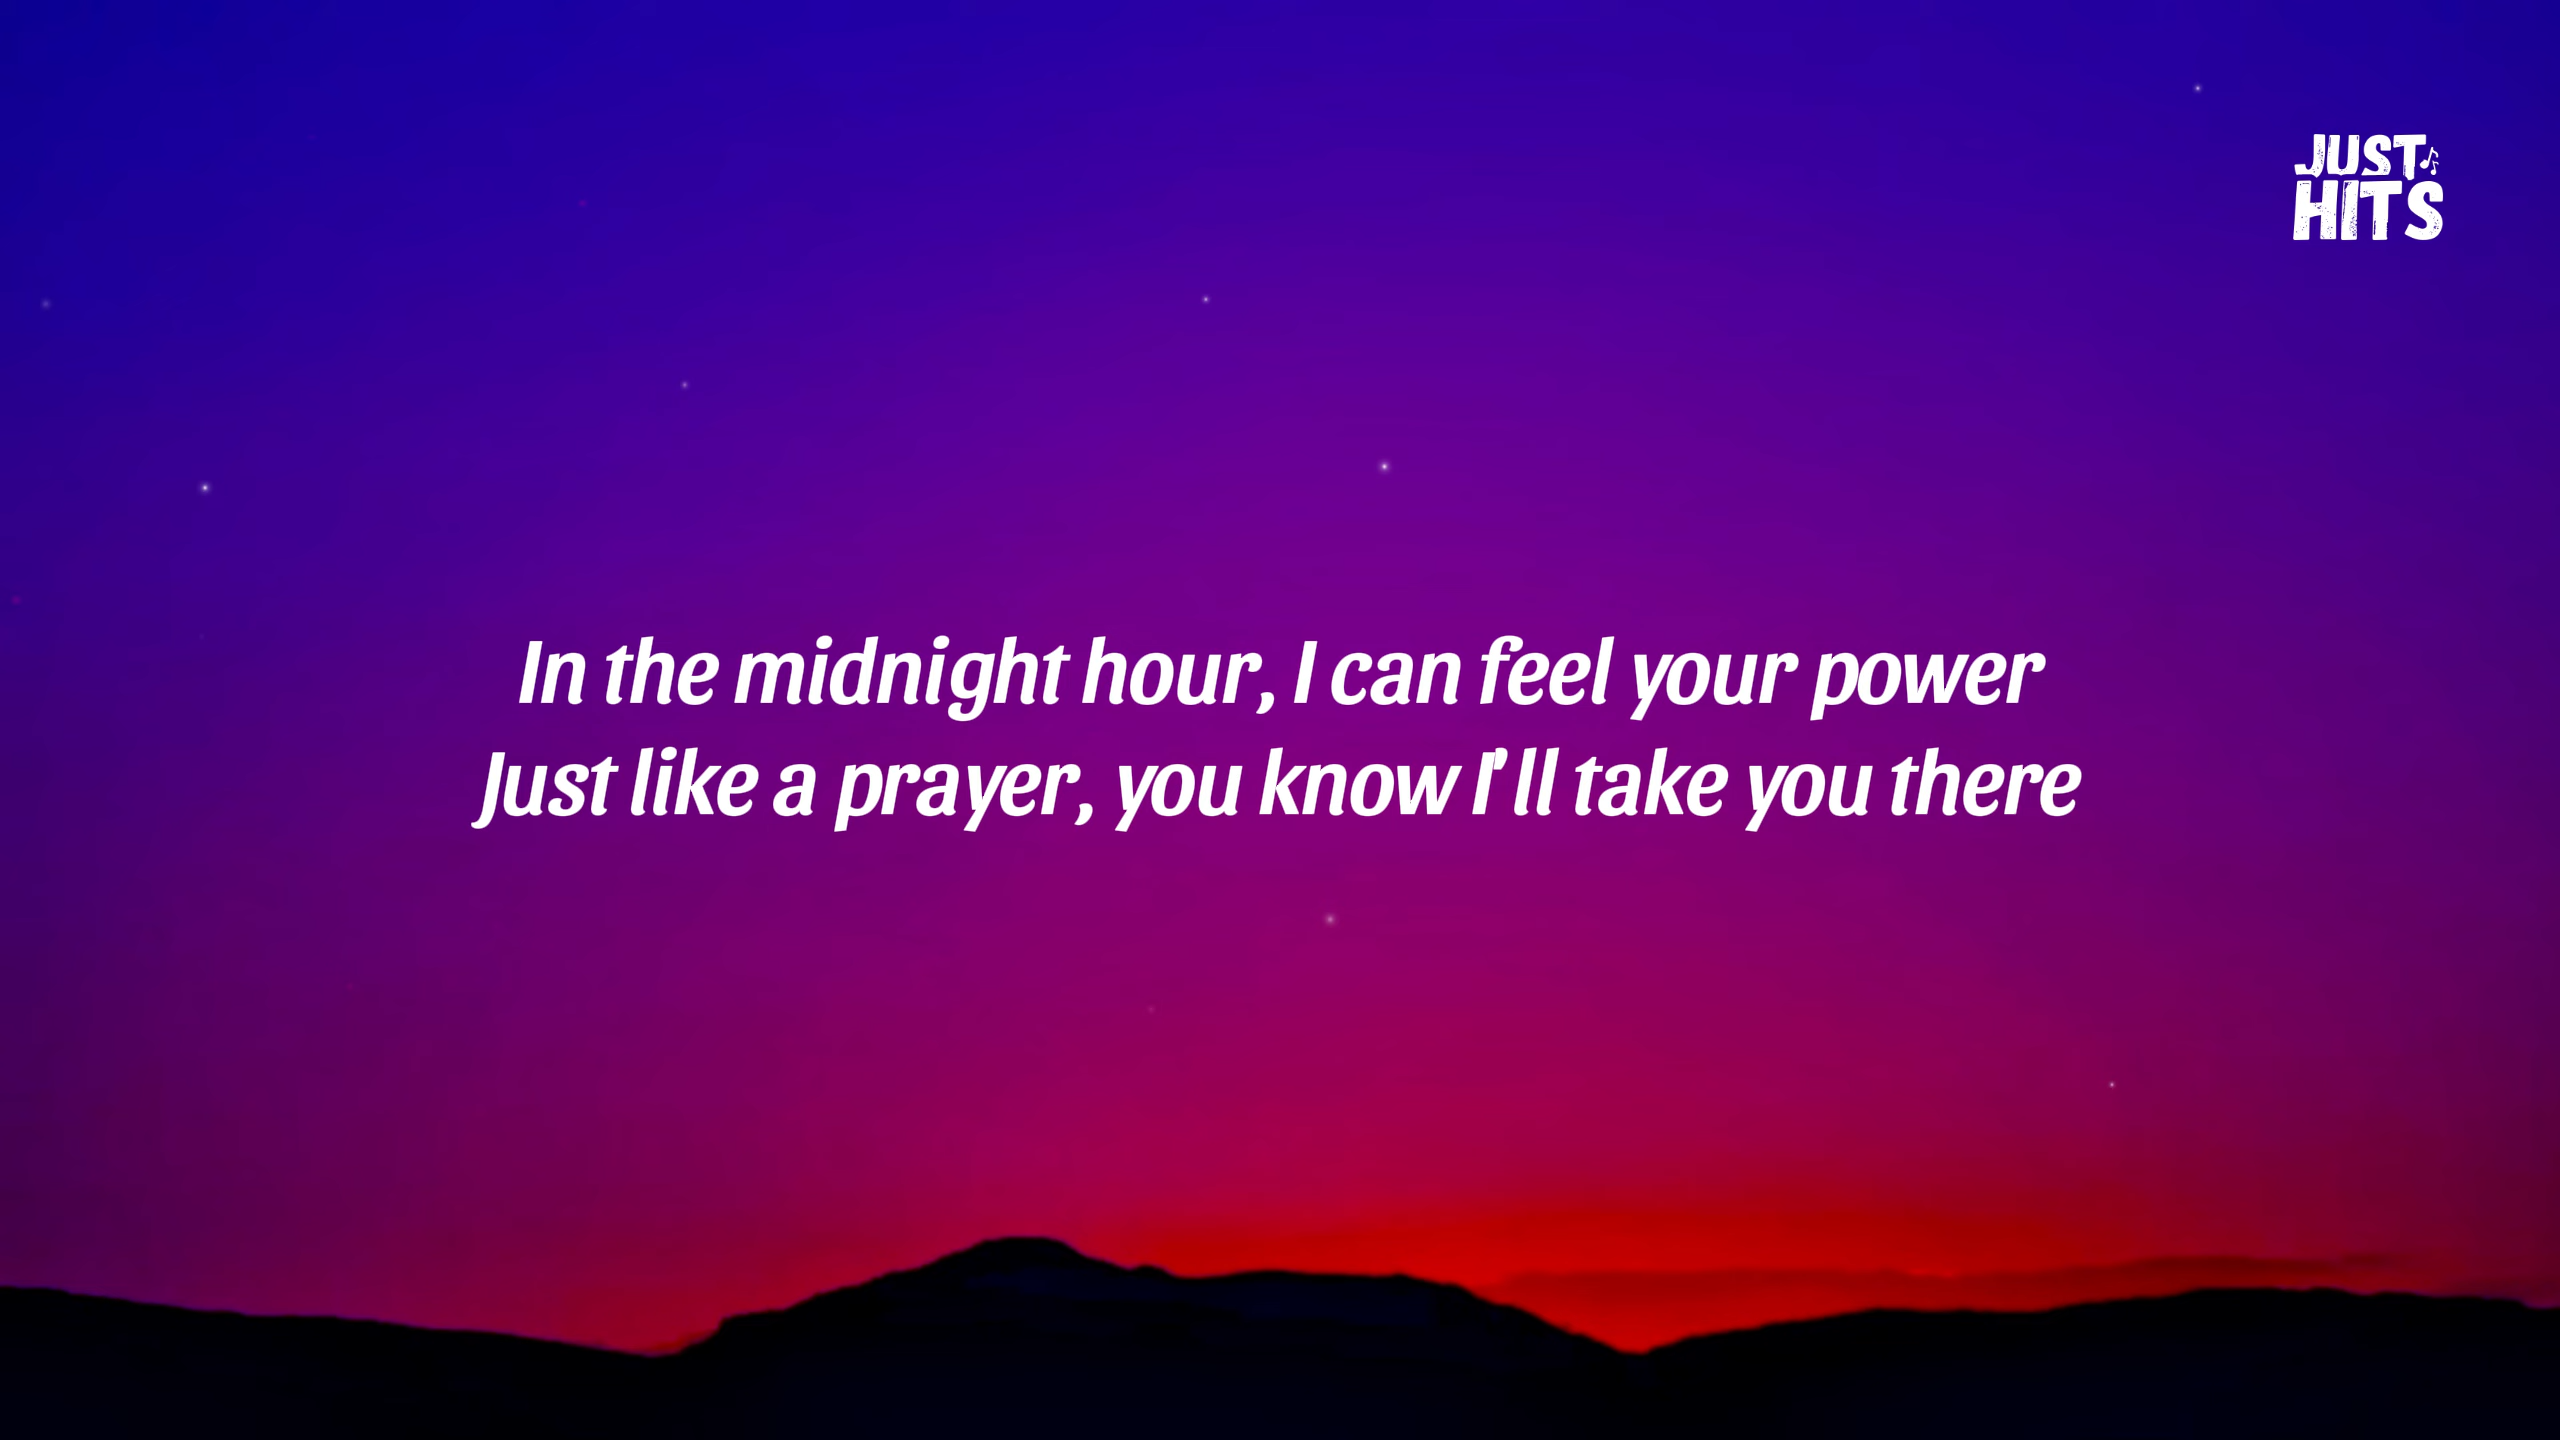 JUST
HITS
In the midnight hour, I can feel your power
Just like a prayer, you know I'll take you there